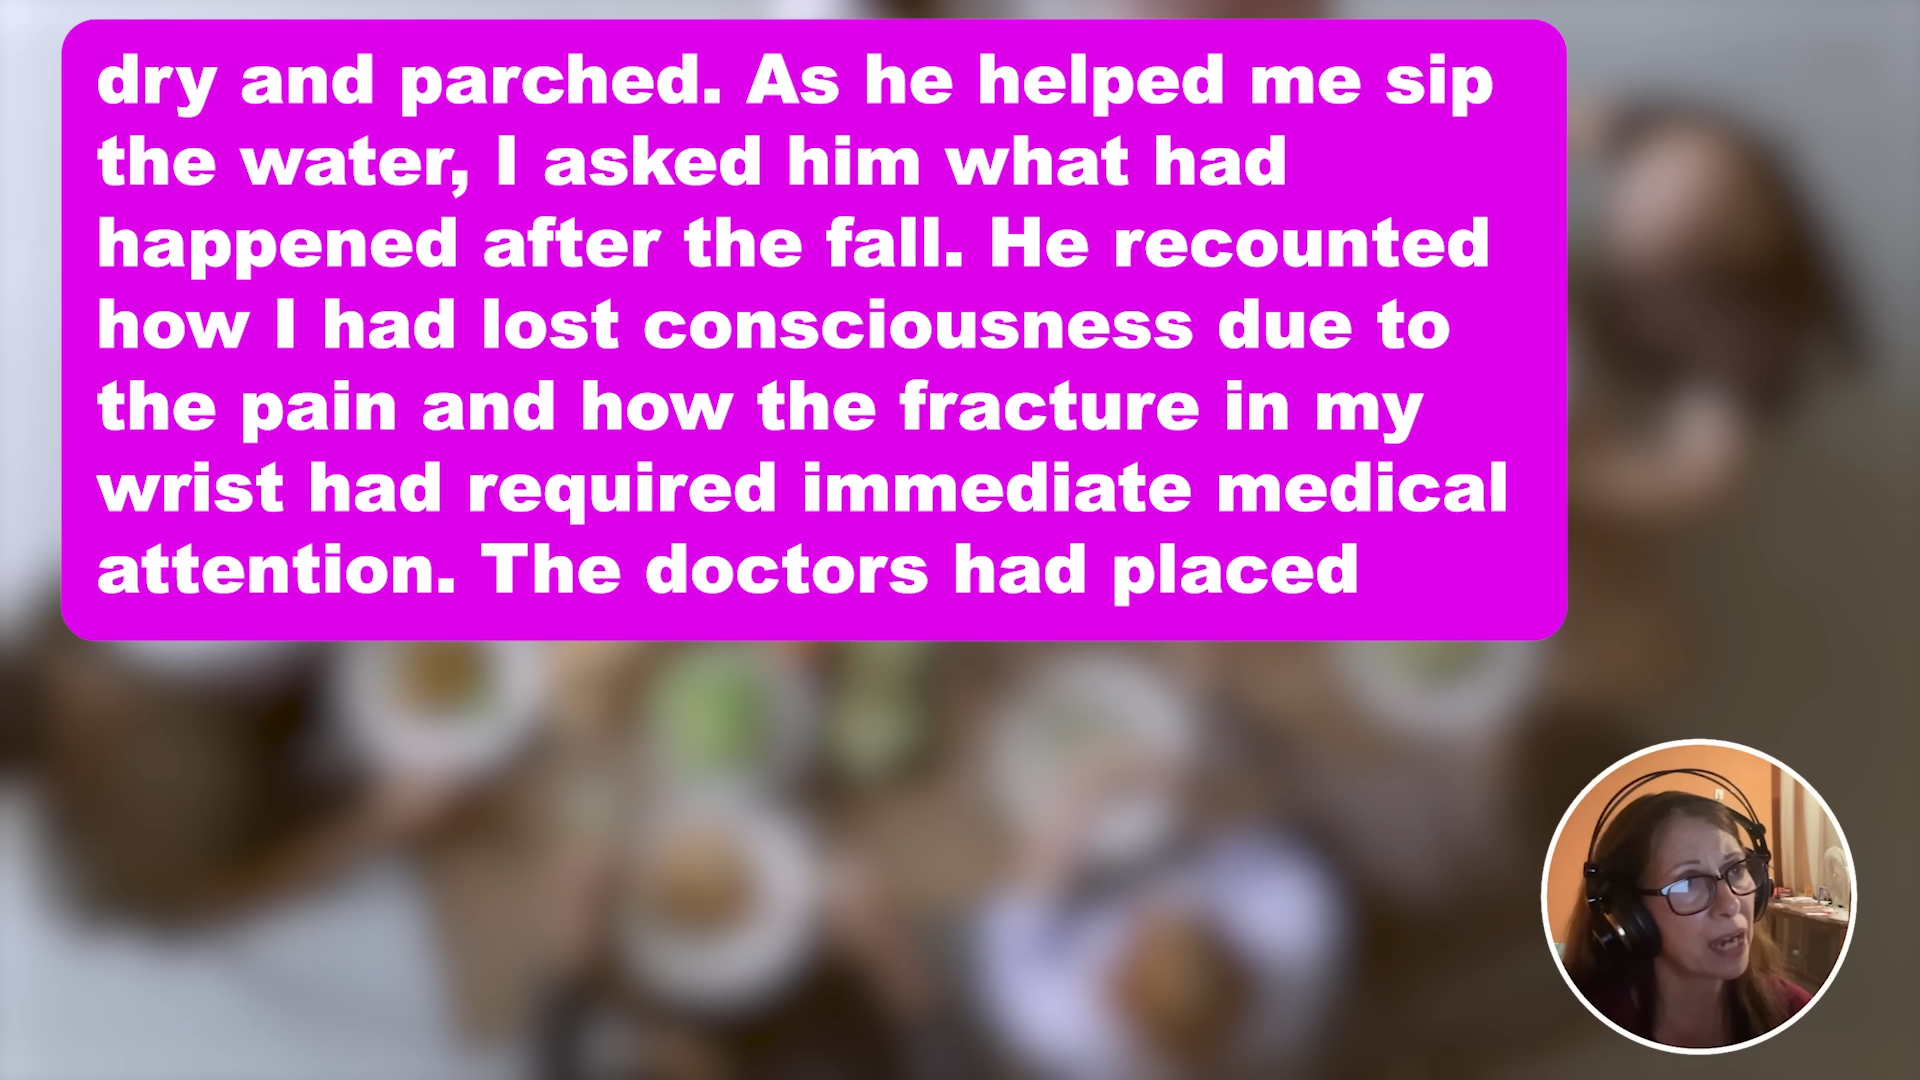 dry and parched. As he helped me sip
the water, I asked him what had
happened after the fall. He recounted
how I had lost consciousness due to
the pain and how the fracture in my
wrist had required immediate medical
attention. The doctors had placed